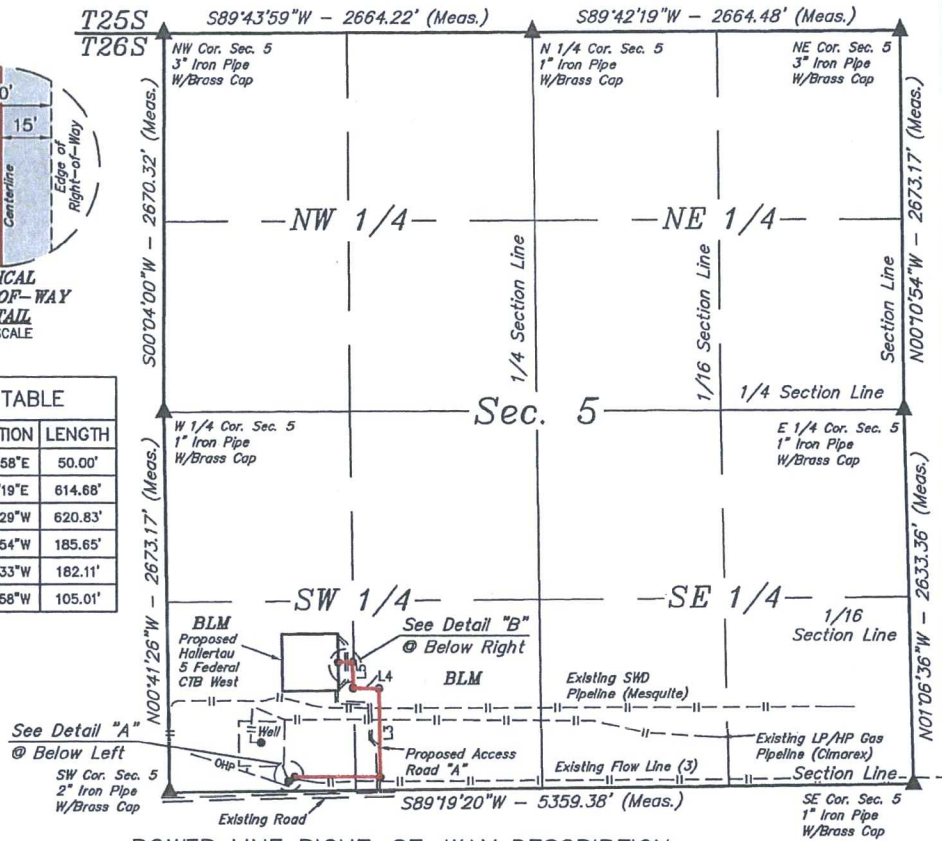 T25S
T26S
S89°43'59"W - 2664.22' (Meas.)
S89°42'19"W - 2664.48' (Meas.)
NW Cor. Sec. 5
3" Iron Pipe
W/Brass Cap
N 1/4 Cor. Sec. 5
1" Iron Pipe
W/Brass Cap
NE Cor. Sec. 5
3" Iron Pipe
W/Brass Cap
0'
15'
Centerline
Edge of
Right-of-Way
ICAL
OF-WAY
TAIL
SCALE
S00°04'00"W - 2670.32' (Meas.)
N00°10'54"W - 2673.17' (Meas.)
NW 1/4
NE 1/4
1/4 Section Line
1/16 Section Line
Section Line
1/4 Section Line
Sec. 5
TABLE
TION LENGTH
58"E 50.00'
'19"E 614.68'
29"W 620.83'
54"W 185.65'
33"W 182.11'
58"W 105.01'
W 1/4 Cor. Sec. 5
1" Iron Pipe
W/Brass Cap
E 1/4 Cor. Sec. 5
1" Iron Pipe
W/Brass Cap
N00°41'26"W - 2673.17' (Meas.)
N01°06'36"W - 2633.36' (Meas.)
SW 1/4
SE 1/4
1/16
Section Line
BLM
Proposed
Hallertau
5 Federal
CTB West
See Detail "B"
@ Below Right
L5
L4
L3
BLM
Existing SWD
Pipeline (Mesquite)
Well
OHP
See Detail "A"
@ Below Left
Proposed Access
Road "A"
Existing LP/HP Gas
Pipeline (Cimarex)
Existing Flow Line (3)
Section Line
SW Cor. Sec. 5
2" Iron Pipe
W/Brass Cap
Existing Road
S89°19'20"W - 5359.38' (Meas.)
SE Cor. Sec. 5
1" Iron Pipe
W/Brass Cap
POWER LINE RIGHT-OF-WAY DESCRIPTION